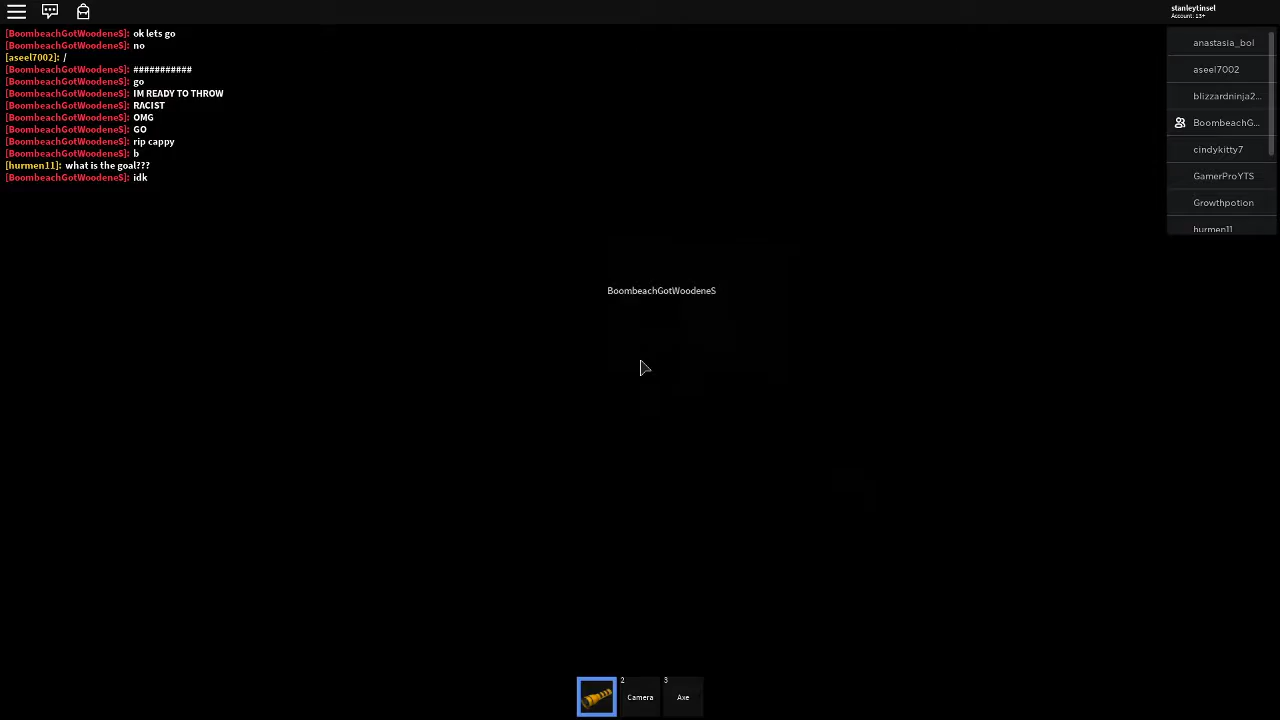 stanleytinsel
Account: 13+
[BoombeachGotWoodeneS]: ok lets go
[BoombeachGotWoodeneS]: no
[aseel7002]: /
[BoombeachGotWoodeneS]: ###########
[BoombeachGotWoodeneS]: go
[BoombeachGotWoodeneS]: IM READY TO THROW
[BoombeachGotWoodeneS]: RACIST
[BoombeachGotWoodeneS]: OMG
[BoombeachGotWoodeneS]: GO
[BoombeachGotWoodeneS]: rip cappy
[BoombeachGotWoodeneS]: b
[hurmen11]: what is the goal???
[BoombeachGotWoodeneS]: idk
anastasia_bol
aseel7002
blizzardninja2...
BoombeachG...
cindykitty7
GamerProYTS
Growthpotion
hurmen11
BoombeachGotWoodeneS
2
Camera
3
Axe